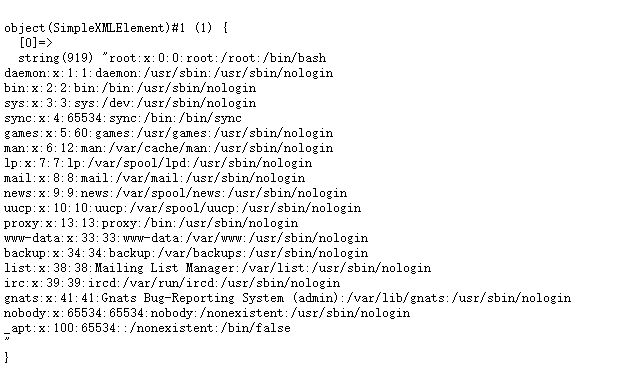 object(SimpleXMLElement)#1 (1) {
  [0]=>
  string(919) "root:x:0:0:root:/root:/bin/bash
daemon:x:1:1:daemon:/usr/sbin:/usr/sbin/nologin
bin:x:2:2:bin:/bin:/usr/sbin/nologin
sys:x:3:3:sys:/dev:/usr/sbin/nologin
sync:x:4:65534:sync:/bin:/bin/sync
games:x:5:60:games:/usr/games:/usr/sbin/nologin
man:x:6:12:man:/var/cache/man:/usr/sbin/nologin
lp:x:7:7:lp:/var/spool/lpd:/usr/sbin/nologin
mail:x:8:8:mail:/var/mail:/usr/sbin/nologin
news:x:9:9:news:/var/spool/news:/usr/sbin/nologin
uucp:x:10:10:uucp:/var/spool/uucp:/usr/sbin/nologin
proxy:x:13:13:proxy:/bin:/usr/sbin/nologin
www-data:x:33:33:www-data:/var/www:/usr/sbin/nologin
backup:x:34:34:backup:/var/backups:/usr/sbin/nologin
list:x:38:38:Mailing List Manager:/var/list:/usr/sbin/nologin
irc:x:39:39:ircd:/var/run/ircd:/usr/sbin/nologin
gnats:x:41:41:Gnats Bug-Reporting System (admin):/var/lib/gnats:/usr/sbin/nologin
nobody:x:65534:65534:nobody:/nonexistent:/usr/sbin/nologin
_apt:x:100:65534::/nonexistent:/bin/false
"
}